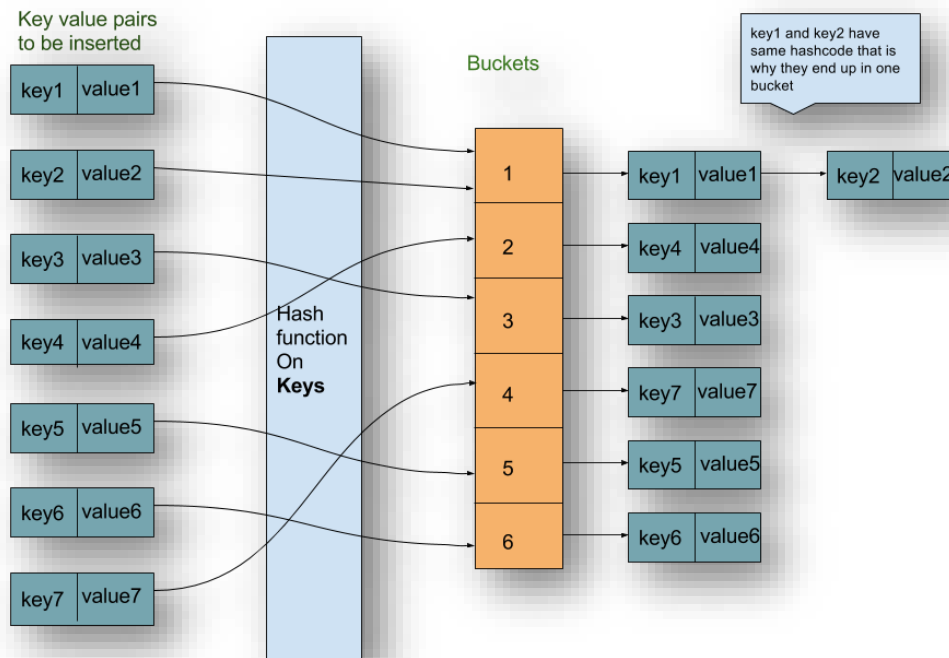 Key value pairs
to be inserted
key1 value1
key2 value2
key3 value3
key4 value4
key5 value5
key6 value6
key7 value7
Hash
function
On
Keys
Buckets
1
2
3
4
5
6
key1 and key2 have
same hashcode that is
why they end up in one
bucket
key1 value1 key2 value2
key4 value4
key3 value3
key7 value7
key5 value5
key6 value6